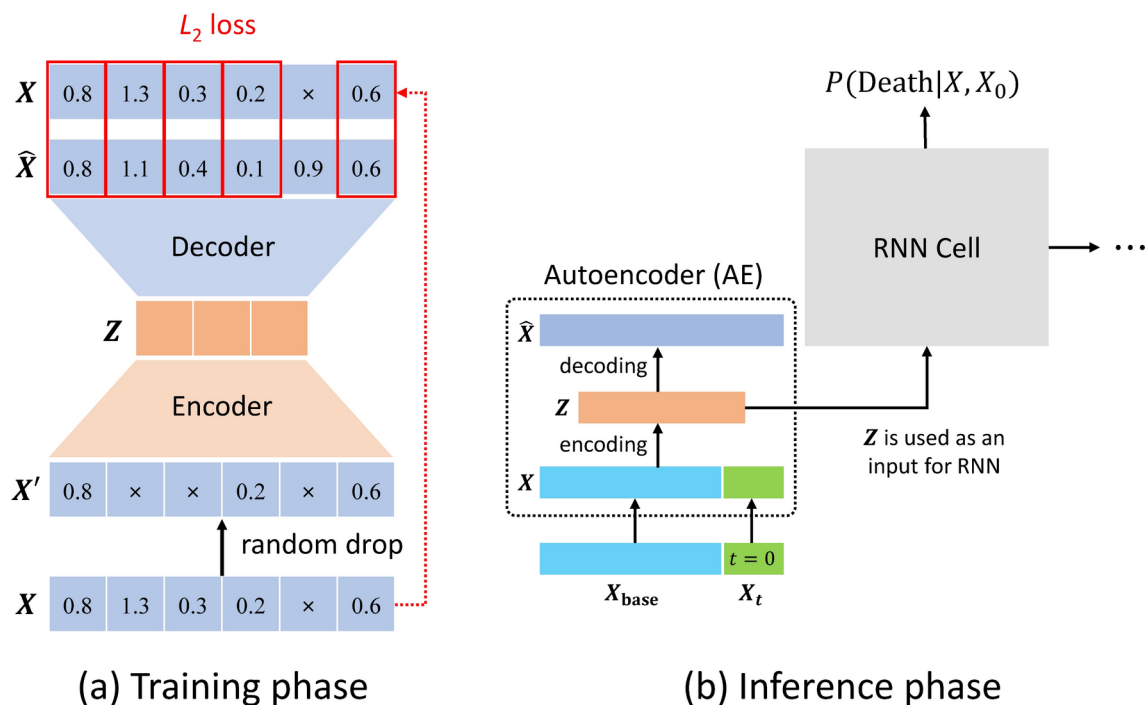 L₂ loss
X 0.8 1.3 0.3 0.2 × 0.6
X̂ 0.8 1.1 0.4 0.1 0.9 0.6
Decoder
Z
Encoder
X′ 0.8 × × 0.2 × 0.6
random drop
X 0.8 1.3 0.3 0.2 × 0.6
(a) Training phase
P(Death|X, X₀)
RNN Cell
...
Autoencoder (AE)
X̂
decoding
Z
encoding
Z is used as an
input for RNN
X
t = 0
X_base X_t
(b) Inference phase